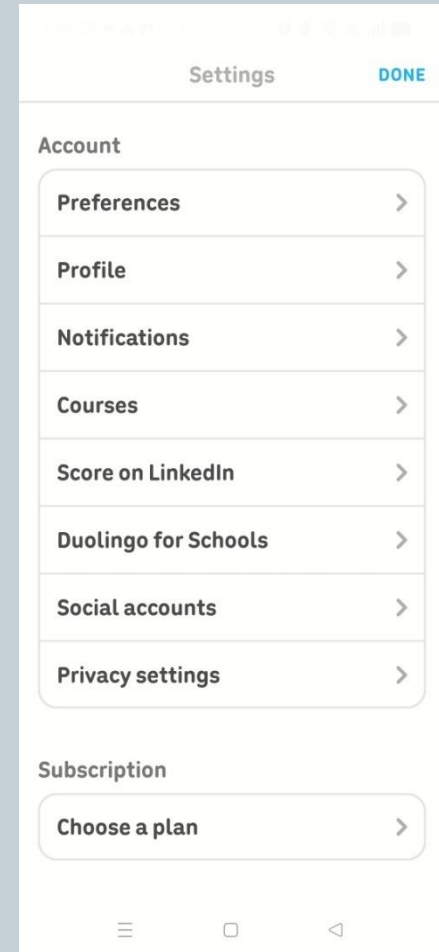 Settings
DONE
Account
Preferences
Profile
Notifications
Courses
Score on LinkedIn
Duolingo for Schools
Social accounts
Privacy settings
Subscription
Choose a plan